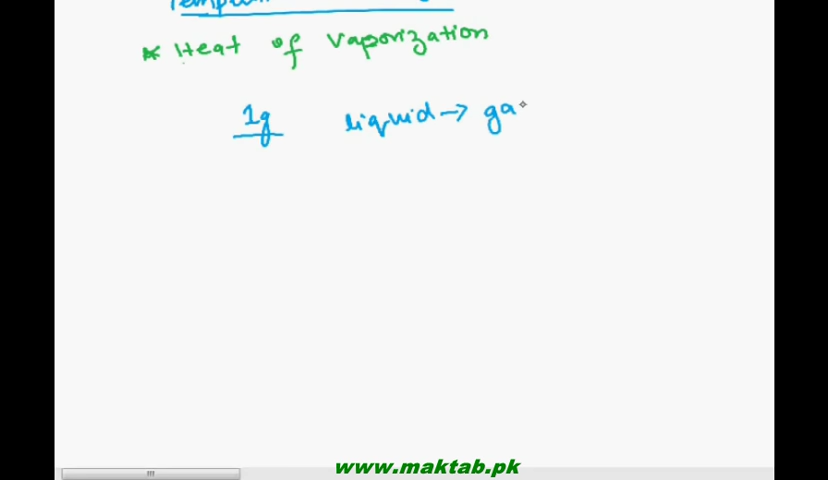 * Heat of Vaporization
1g liquid → ga
www.maktab.pk